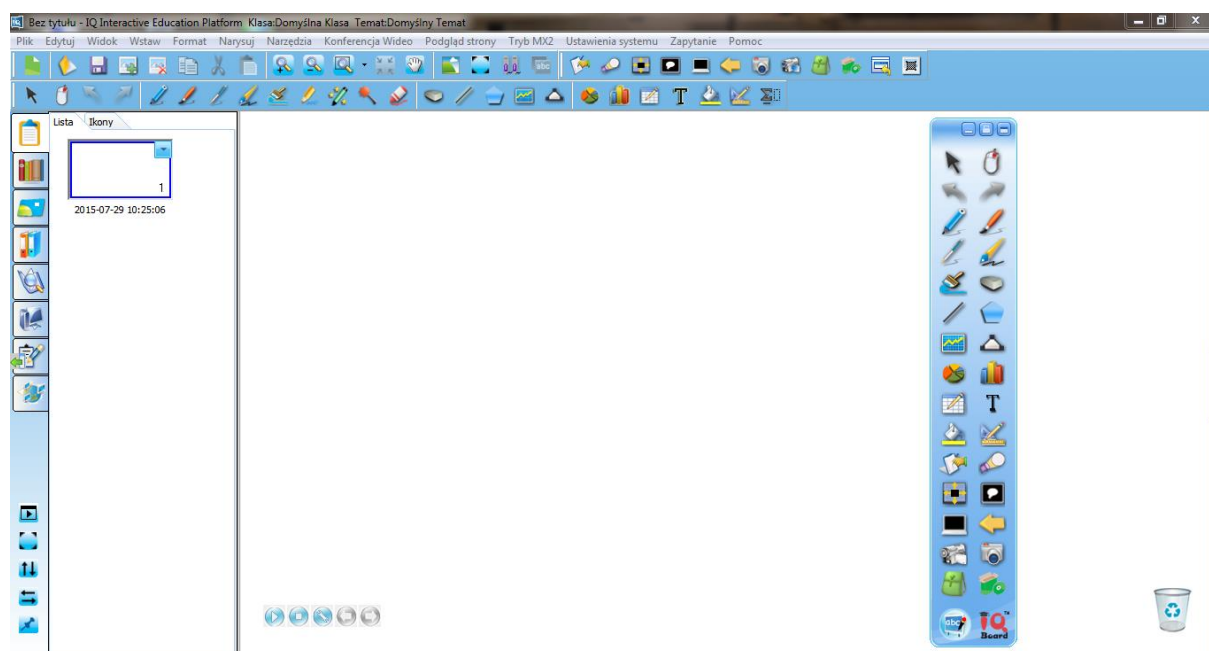 Bez tytułu - IQ Interactive Education Platform Klasa:Domyślna Klasa Temat:Domyślny Temat
Plik Edytuj Widok Wstaw Format Narysuj Narzędzia Konferencja Wideo Podgląd strony Tryb MX2 Ustawienia systemu Zapytanie Pomoc
abc
T
Lista Ikony
1
2015-07-29 10:25:06
T
abc
IQ
Board